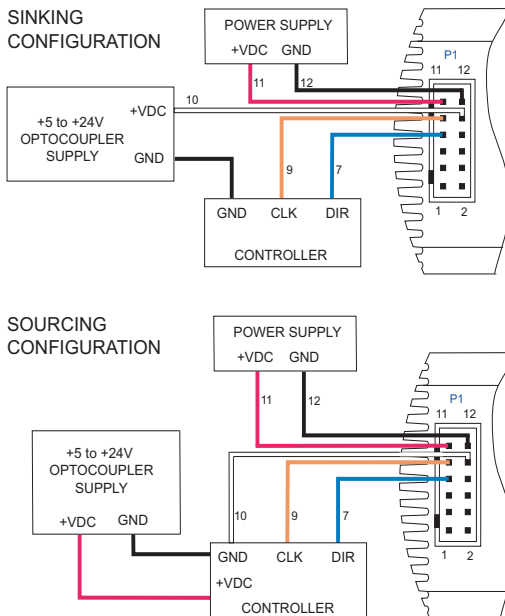 SINKING
CONFIGURATION
POWER SUPPLY
+VDC GND
P1
11 12
11 12
10
+VDC
+5 to +24V
OPTOCOUPLER
SUPPLY
GND
9 7
1 2
GND CLK DIR
CONTROLLER
SOURCING
CONFIGURATION
POWER SUPPLY
+VDC GND
P1
11 12
11 12
+5 to +24V
OPTOCOUPLER
SUPPLY
+VDC GND
10 9 7
1 2
GND CLK DIR
+VDC
CONTROLLER